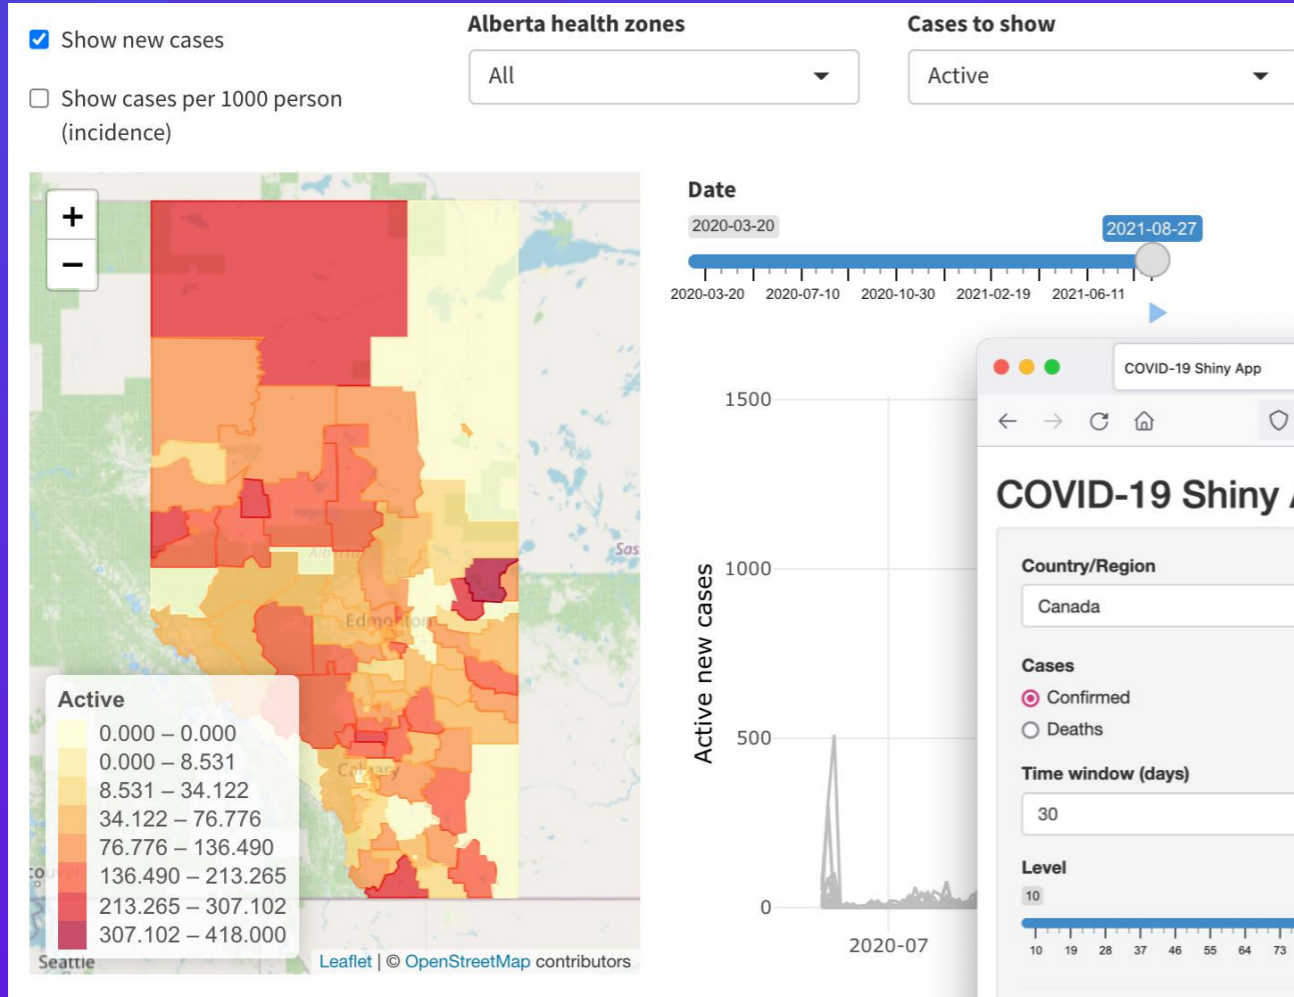 Show new cases
Show cases per 1000 person
(incidence)
Alberta health zones
All
Cases to show
Active
+
−
Alberta
Edmonton
Calgary
Seattle
Active
0.000 – 0.000
0.000 – 8.531
8.531 – 34.122
34.122 – 76.776
76.776 – 136.490
136.490 – 213.265
213.265 – 307.102
307.102 – 418.000
Leaflet | © OpenStreetMap contributors
Date
2020-03-20
2021-08-27
2020-03-20 2020-07-10 2020-10-30 2021-02-19 2021-06-11
Active new cases
1500
1000
500
0
2020-07
COVID-19 Shiny App
COVID-19 Shiny
Country/Region
Canada
Cases
Confirmed
Deaths
Time window (days)
30
Level
10
10 19 28 37 46 55 64 73